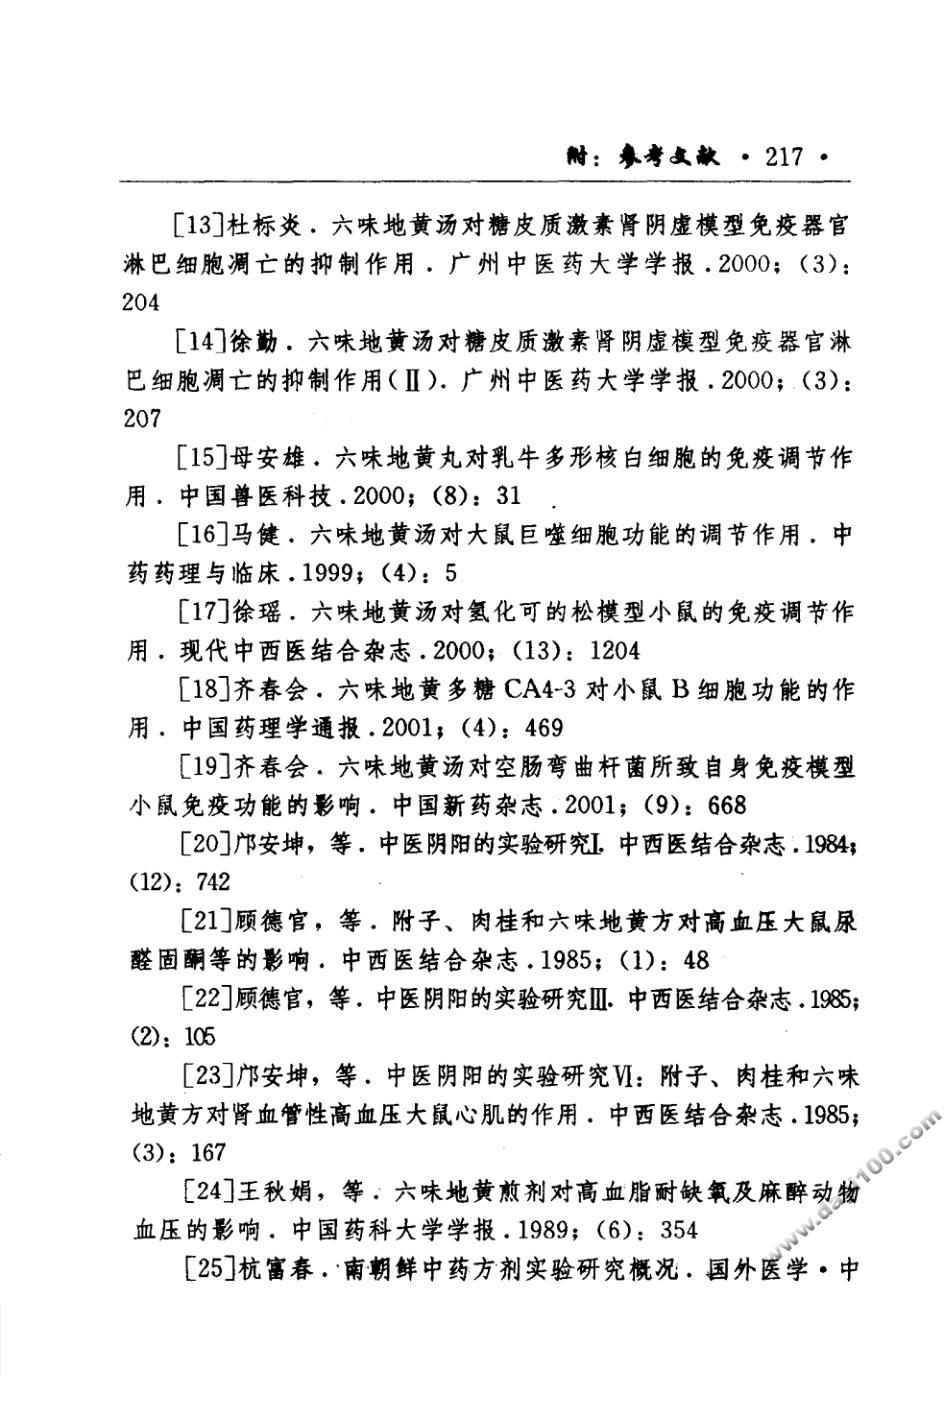 附：参考文献 · 217 ·
[13]杜标炎．六味地黄汤对糖皮质激素肾阴虚模型免疫器官
淋巴细胞凋亡的抑制作用．广州中医药大学学报．2000；（3）：
204
[14]徐勤．六味地黄汤对糖皮质激素肾阴虚模型免疫器官淋
巴细胞凋亡的抑制作用（Ⅱ）．广州中医药大学学报．2000；（3）：
207
[15]母安雄．六味地黄丸对乳牛多形核白细胞的免疫调节作
用．中国兽医科技．2000；（8）：31
[16]马健．六味地黄汤对大鼠巨噬细胞功能的调节作用．中
药药理与临床．1999；（4）：5
[17]徐瑶．六味地黄汤对氢化可的松模型小鼠的免疫调节作
用．现代中西医结合杂志．2000；（13）：1204
[18]齐春会．六味地黄多糖 CA4-3 对小鼠 B 细胞功能的作
用．中国药理学通报．2001；（4）：469
[19]齐春会．六味地黄汤对空肠弯曲杆菌所致自身免疫模型
小鼠免疫功能的影响．中国新药杂志．2001；（9）：668
[20]邝安坤，等．中医阴阳的实验研究Ⅰ．中西医结合杂志．1984；
（12）：742
[21]顾德官，等．附子、肉桂和六味地黄方对高血压大鼠尿
醛固酮等的影响．中西医结合杂志．1985；（1）：48
[22]顾德官，等．中医阴阳的实验研究Ⅲ．中西医结合杂志．1985；
（2）：105
[23]邝安坤，等．中医阴阳的实验研究Ⅵ：附子、肉桂和六味
地黄方对肾血管性高血压大鼠心肌的作用．中西医结合杂志．1985；
（3）：167
[24]王秋娟，等．六味地黄煎剂对高血脂耐缺氧及麻醉动物
血压的影响．中国药科大学学报．1989；（6）：354
[25]杭富春．南朝鲜中药方剂实验研究概况．国外医学·中